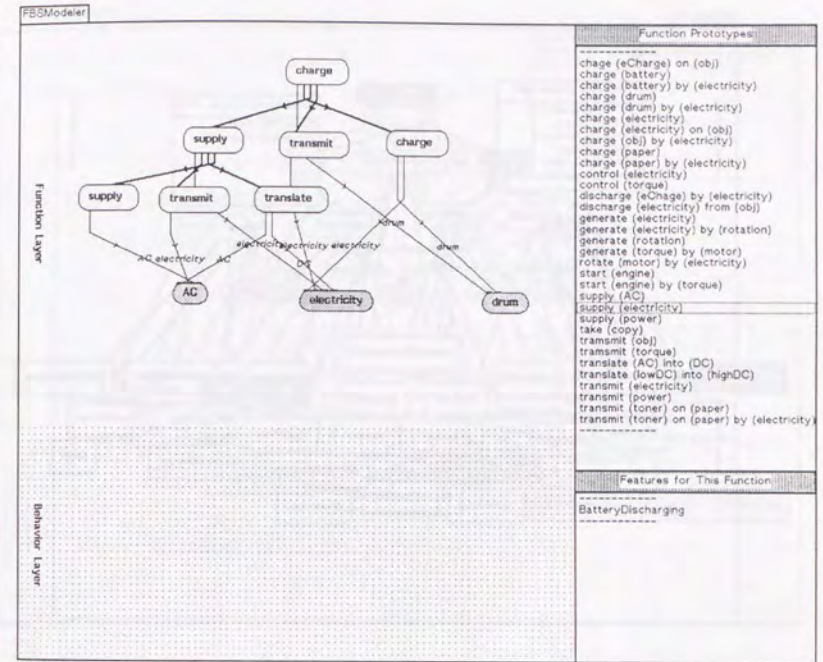 FBSModeler
Function Layer
charge
supply
transmit
charge
supply
transmit
translate
drum
electricity
electricity
electricity
drum
AC
electricity
AC
DC
AC
electricity
drum
Behavior Layer
Function Prototypes
-------------
chage (eCharge) on (obj)
charge (battery)
charge (battery) by (electricity)
charge (drum)
charge (drum) by (electricity)
charge (electricity)
charge (electricity) on (obj)
charge (obj) by (electricity)
charge (paper)
charge (paper) by (electricity)
control (electricity)
control (torque)
discharge (eChage) by (electricity)
discharge (electricity) from (obj)
generate (electricity)
generate (electricity) by (rotation)
generate (rotation)
generate (torque) by (motor)
rotate (motor) by (electricity)
start (engine)
start (engine) by (torque)
supply (AC)
supply (electricity)
supply (power)
take (copy)
tramsmit (obj)
tramsmit (torque)
translate (AC) into (DC)
translate (lowDC) into (highDC)
transmit (electricity)
transmit (power)
transmit (toner) on (paper)
transmit (toner) on (paper) by (electricity)
-------------
Features for This Function
-------------
BatteryDischarging
-------------